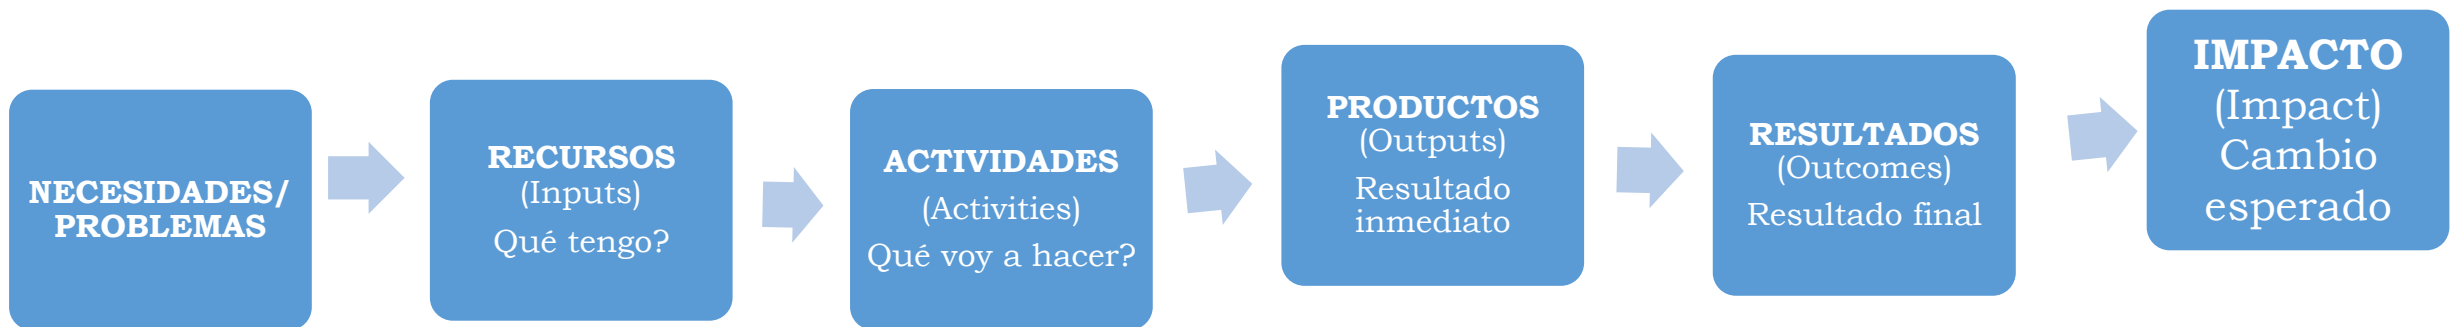 NECESIDADES/
PROBLEMAS
RECURSOS
(Inputs)
Qué tengo?
ACTIVIDADES
(Activities)
Qué voy a hacer?
PRODUCTOS
(Outputs)
Resultado
inmediato
RESULTADOS
(Outcomes)
Resultado final
IMPACTO
(Impact)
Cambio
esperado